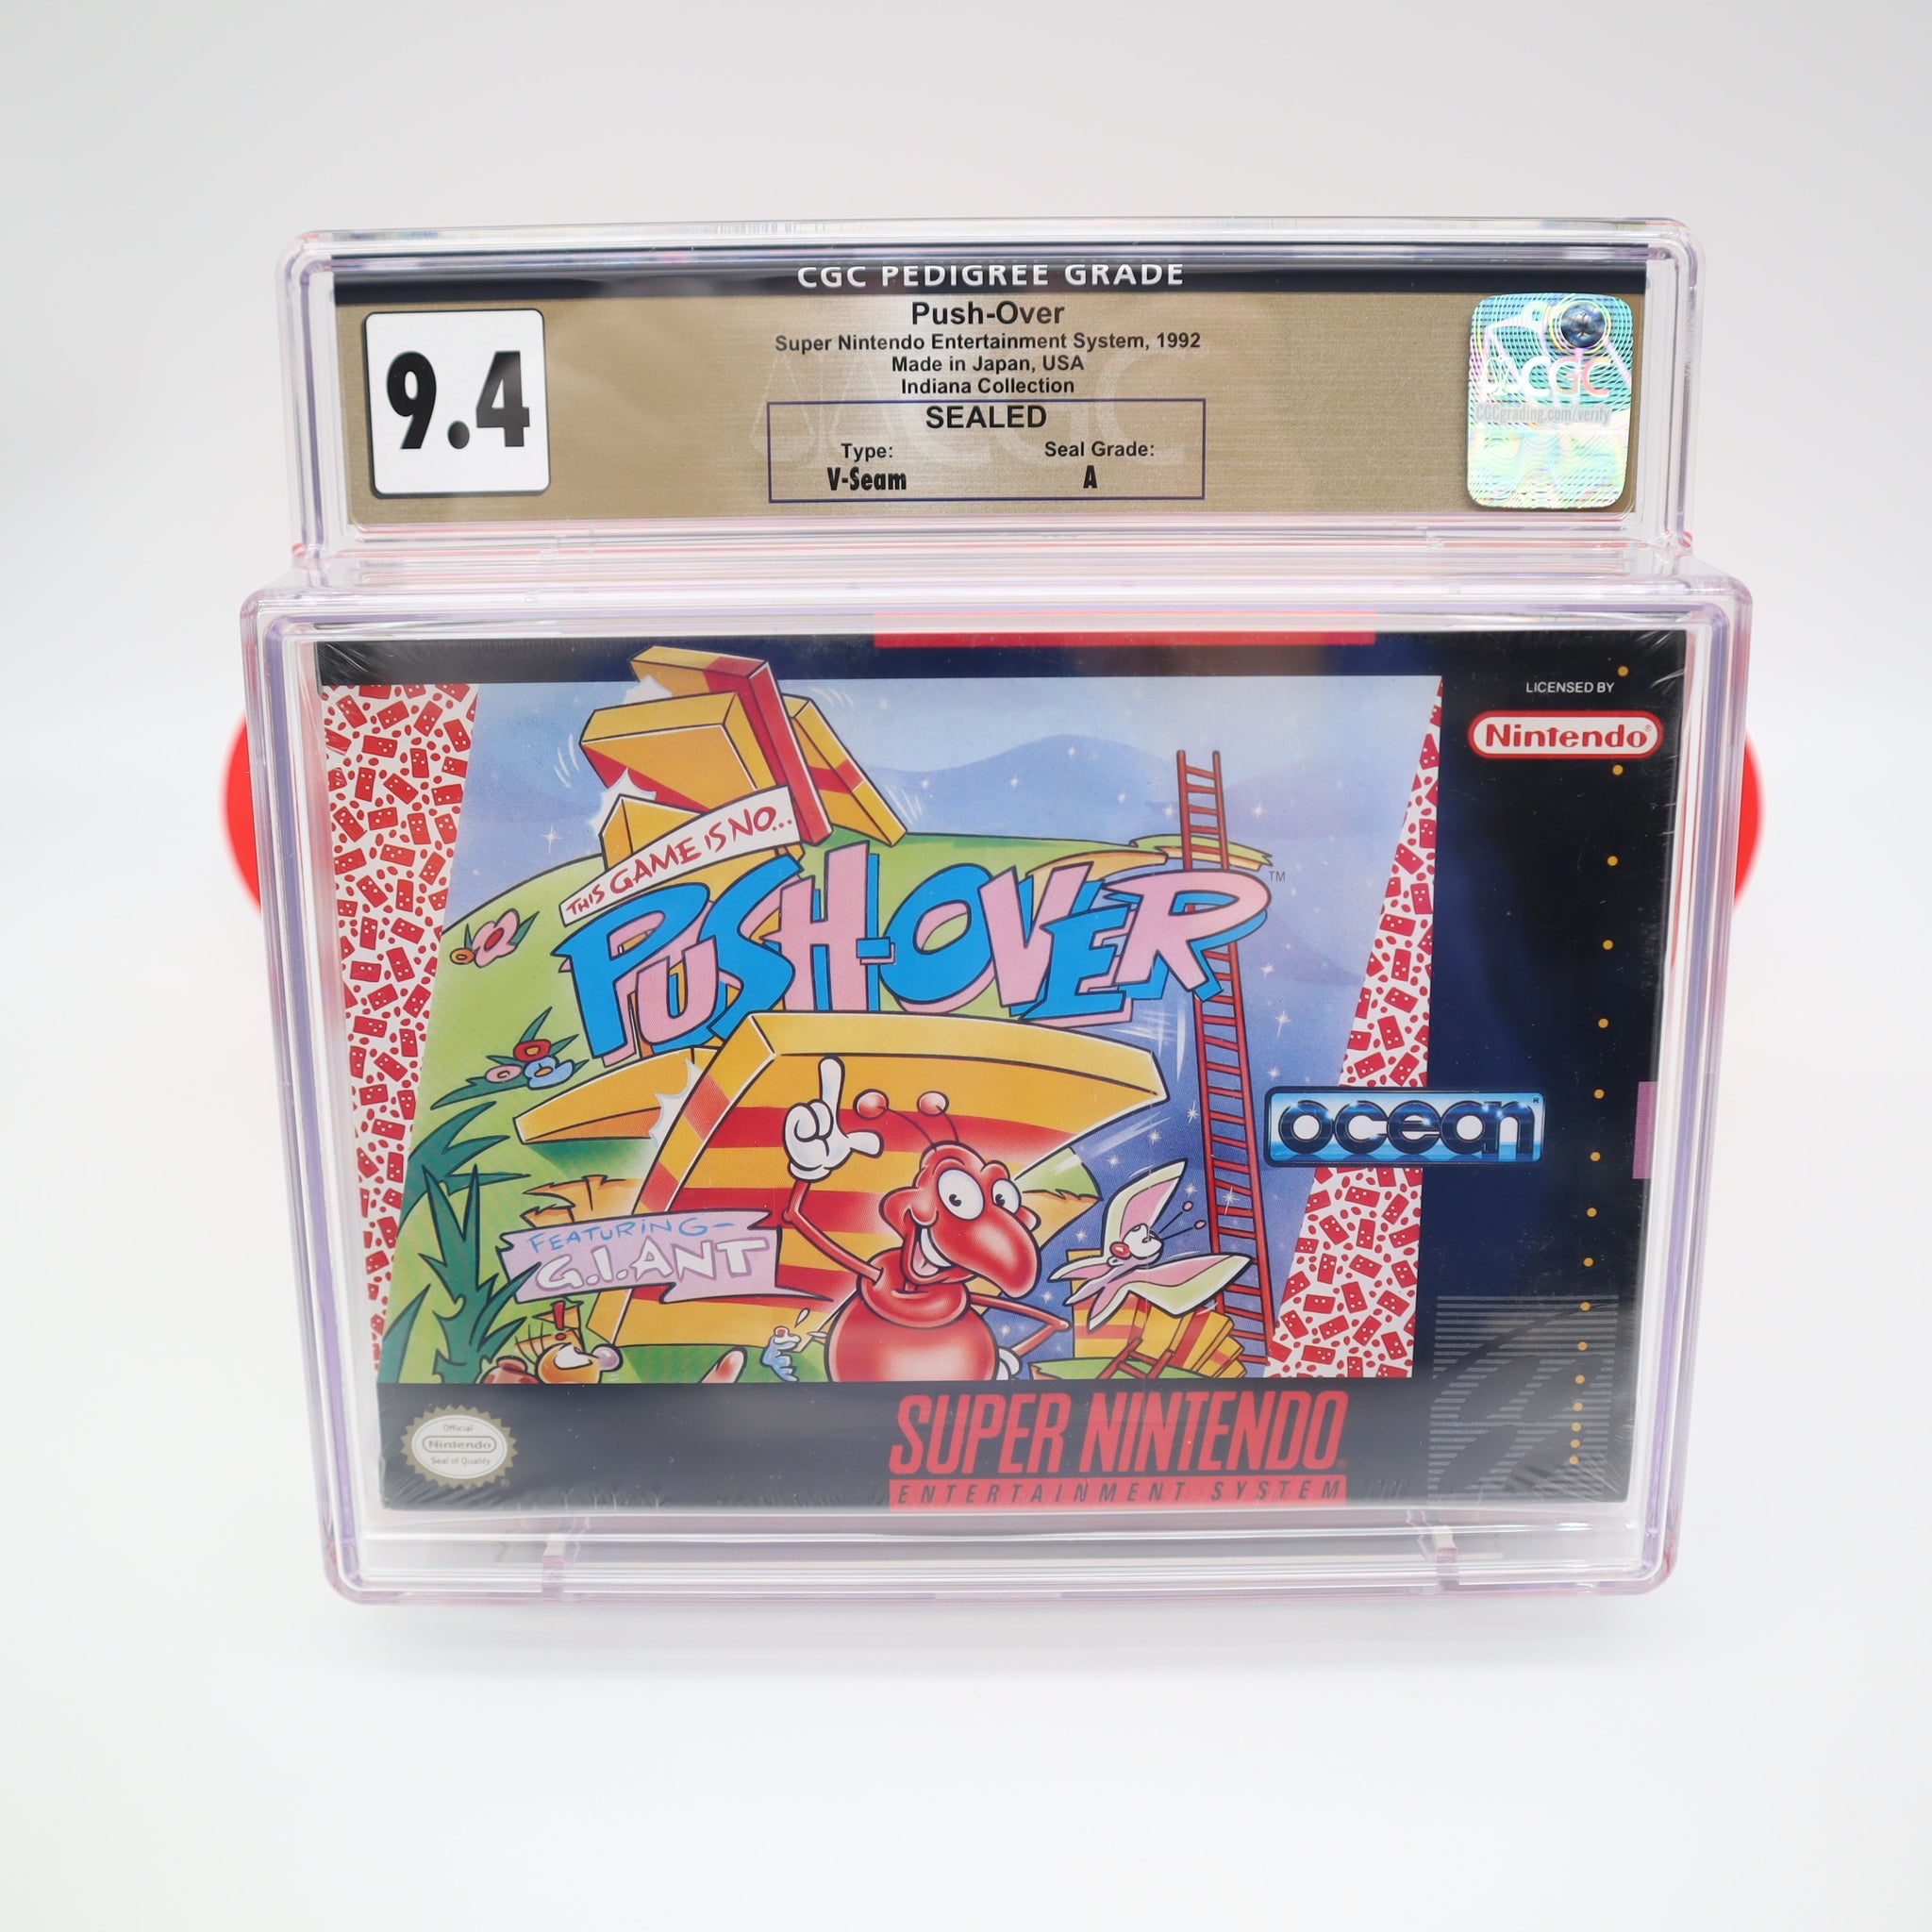 CGC PEDIGREE GRADE
Push-Over
Super Nintendo Entertainment System, 1992
Made in Japan, USA
Indiana Collection
9.4
SEALED
Type:
V-Seam
Seal Grade:
A
CGC
CGC
CGCgrading.com/verify
LICENSED BY
Nintendo®
THIS GAME IS NO...
PUSH-OVER™
ocean®
FEATURING-
G.I.ANT
Official
Nintendo
Seal of Quality
SUPER NINTENDO®
ENTERTAINMENT SYSTEM